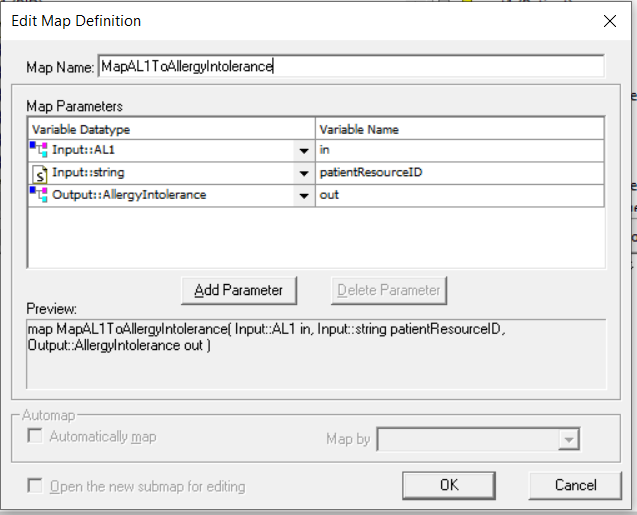 Edit Map Definition
Map Name: MapAL1ToAllergyIntolerance
Map Parameters
Variable Datatype Variable Name
Input::AL1 in
Input::string patientResourceID
Output::AllergyIntolerance out
Add Parameter Delete Parameter
Preview:
map MapAL1ToAllergyIntolerance( Input::AL1 in, Input::string patientResourceID,
Output::AllergyIntolerance out )
Automap
Automatically map Map by
Open the new submap for editing OK Cancel